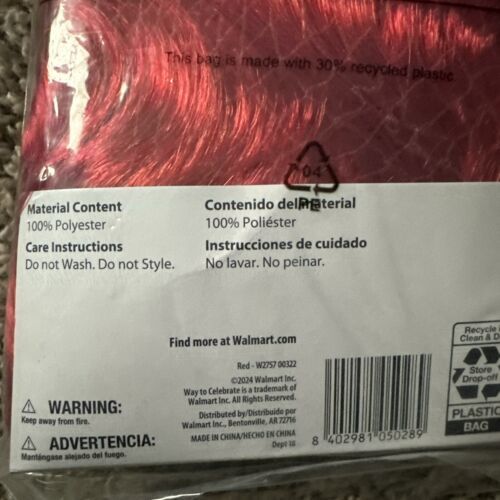 This bag is made with 30% recycled plastic
04
PE
Material Content
100% Polyester
Care Instructions
Do not Wash. Do not Style.
Contenido del material
100% Poliéster
Instrucciones de cuidado
No lavar. No peinar.
Find more at Walmart.com
Red - W2757 00322
©2024 Walmart Inc.
Way to Celebrate is a trademark of
Walmart Inc. All Rights Reserved.
Distributed by/Distribuido por
Walmart Inc., Bentonville, AR 72716
MADE IN CHINA/HECHO EN CHINA
Dept 18
WARNING:
Keep away from fire.
ADVERTENCIA:
Manténgase alejado del fuego.
8 402981 050289
Recycle
Clean & D
Store
Drop-off
PLASTIC
BAG